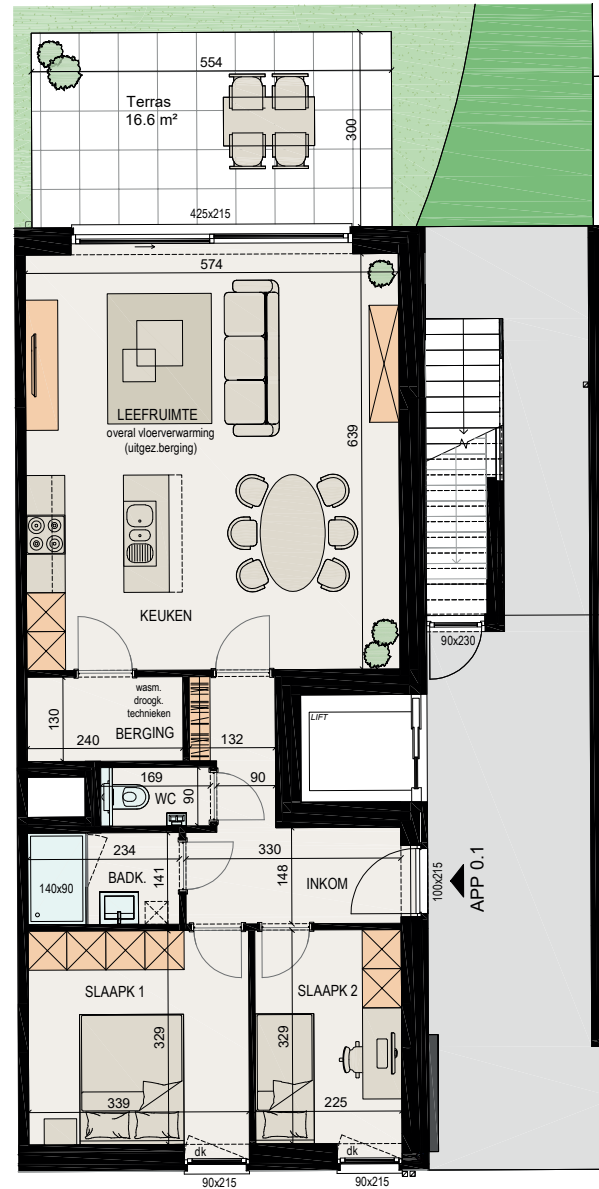 554
Terras
16.6 m²
300
425x215
574
LEEFRUIMTE
overal vloerverwarming
(uitgez.berging)
639
KEUKEN
90x230
wasm.
droogk.
technieken
BERGING
130
240
132
LIFT
169
90
WC
90
234
330
BADK.
141
140x90
148
INKOM
100x215
APP 0.1
SLAAPK 1
SLAAPK 2
329
329
339
225
dk
dk
90x215
90x215